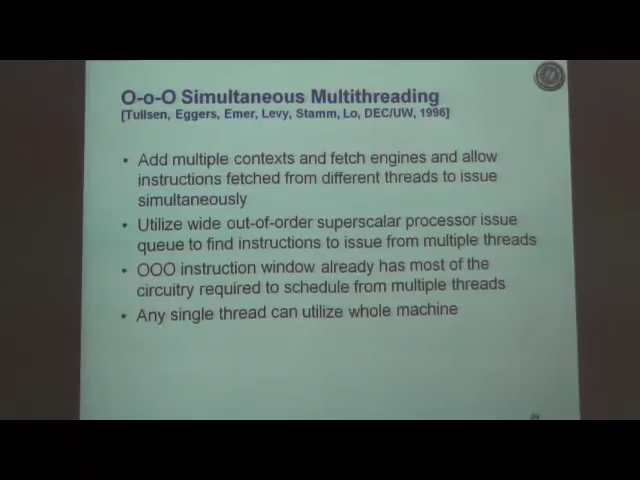 O-o-O Simultaneous Multithreading
[Tullsen, Eggers, Emer, Levy, Stamm, Lo, DEC/UW, 1996]
• Add multiple contexts and fetch engines and allow
instructions fetched from different threads to issue
simultaneously
• Utilize wide out-of-order superscalar processor issue
queue to find instructions to issue from multiple threads
• OOO instruction window already has most of the
circuitry required to schedule from multiple threads
• Any single thread can utilize whole machine